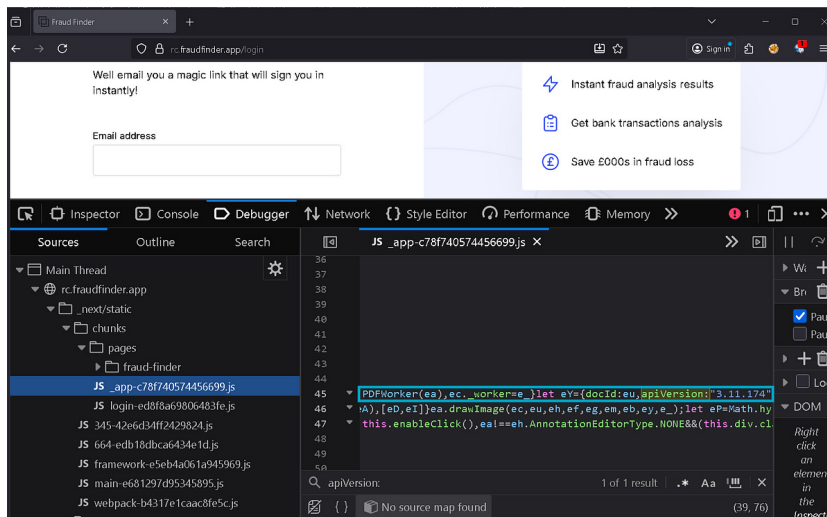 Fraud Finder
rc.fraudfinder.app/login
Sign in
Well email you a magic link that will sign you in
instantly!
Email address
Instant fraud analysis results
Get bank transactions analysis
Save £000s in fraud loss
Inspector Console Debugger Network Style Editor Performance Memory 1
Sources Outline Search
JS _app-c78f740574456699.js
Main Thread
rc.fraudfinder.app
_next/static
chunks
pages
fraud-finder
JS _app-c78f740574456699.js
JS login-ed8f8a69806483fe.js
JS 345-42e6d34ff2429824.js
JS 664-edb18dbca6434e1d.js
JS framework-e5eb4a061a945969.js
JS main-e681297d95345895.js
JS webpack-b4317e1caac8fe5c.js
36
37
38
39
40
41
42
43
44
45 PDFWorker(ea),ec._worker=e_}let eY={docId:eu,apiVersion:"3.11.174"
46 A),[eD,eI]}ea.drawImage(ec,eu,eh,ef,eg,em,eb,ey,e_);let eP=Math.hy
47 this.enableClick(),ea!==eh.AnnotationEditorType.NONE&&(this.div.cl
48
49
50
apiVersion: 1 of 1 result .* Aa
{ } No source map found (39, 76)
Pau
Pau
DOM
Right
click
an
elemen
in
the